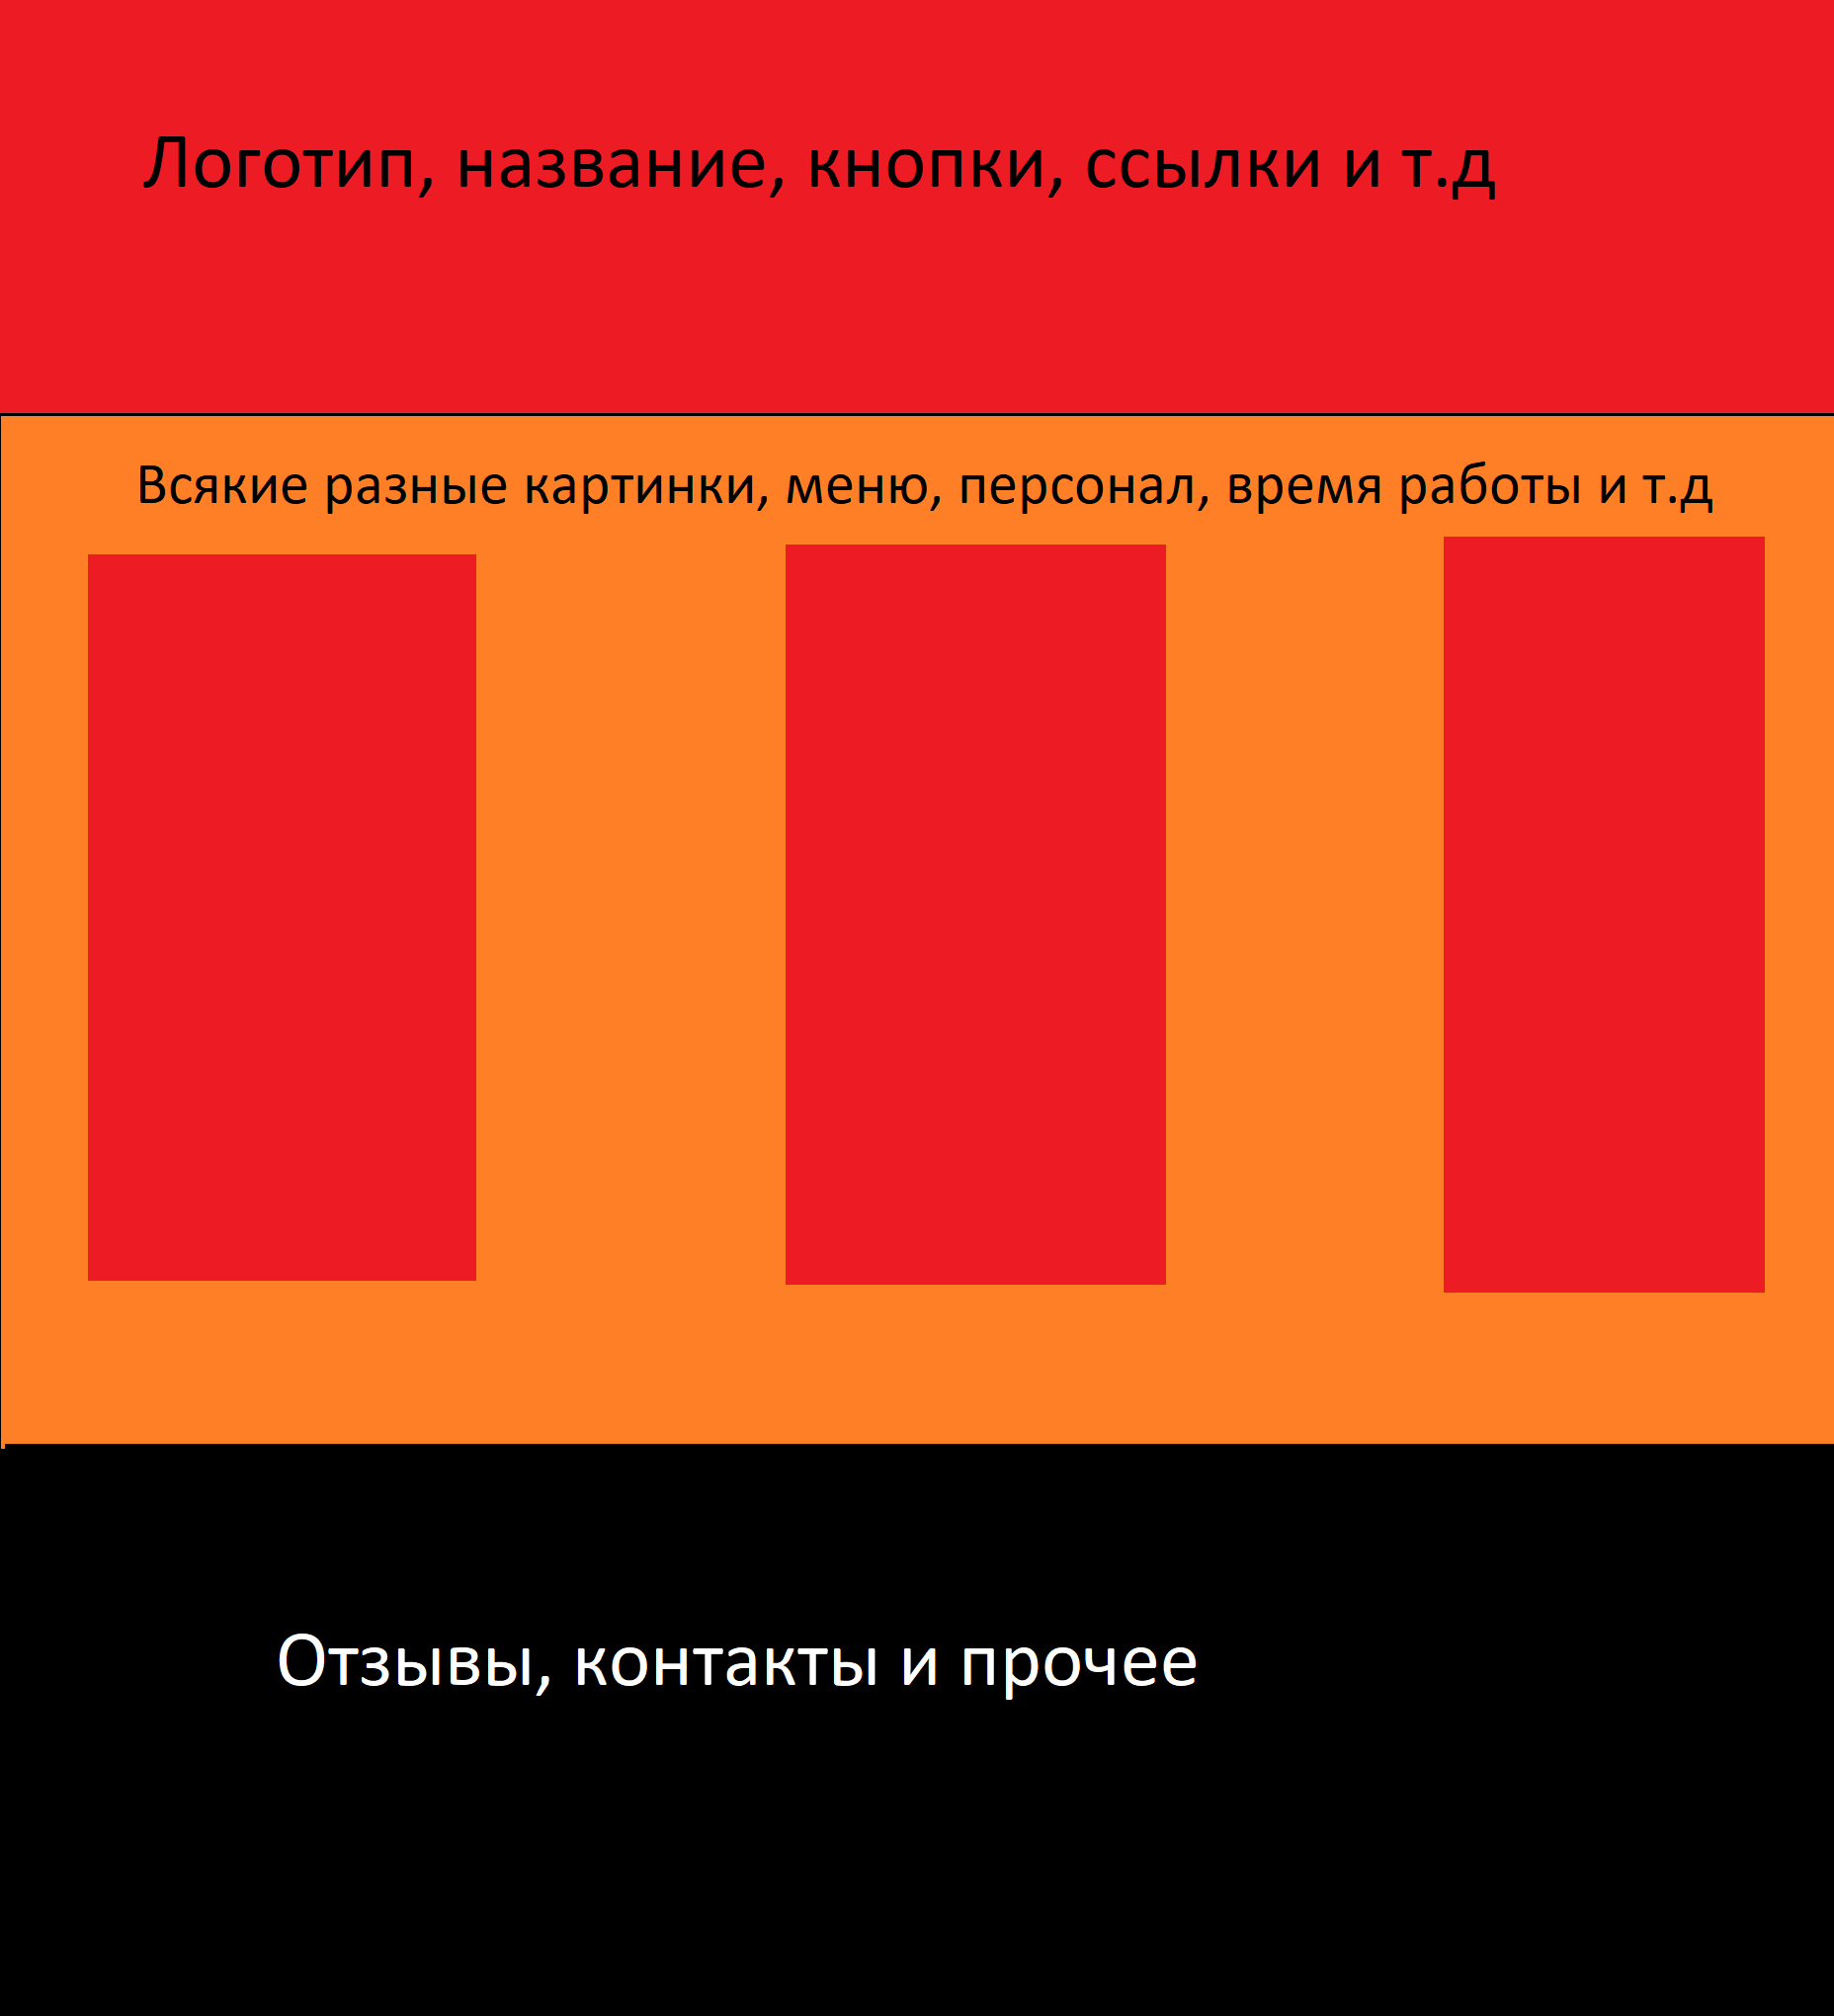 Логотип, название, кнопки, ссылки и т.д
Всякие разные картинки, меню, персонал, время работы и т.д
Отзывы, контакты и прочее